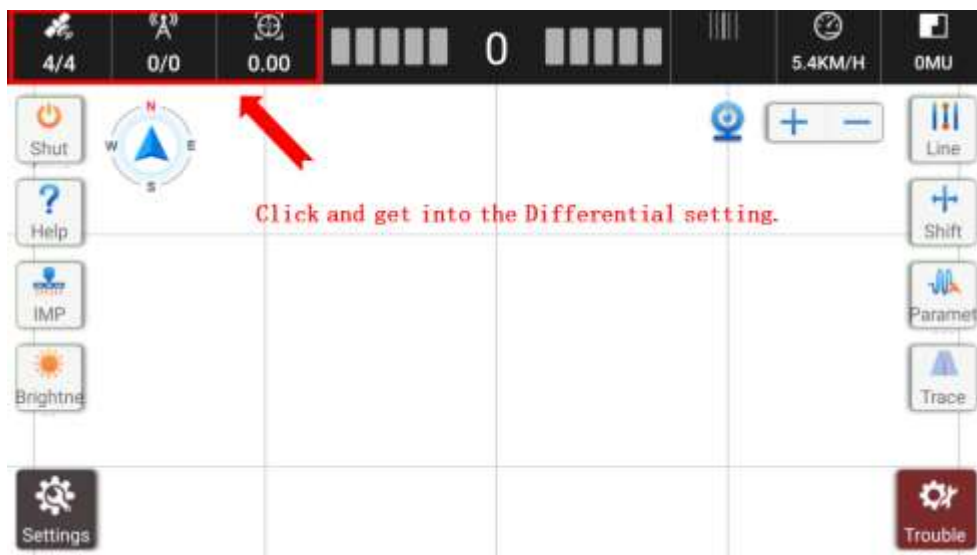 4/4 0/0 0.00 0 5.4KM/H 0MU
N
W E
S
Shut
Help
IMP
Brightne
Settings
Click and get into the Differential setting.
+ −
Line
Shift
Paramet
Trace
Trouble